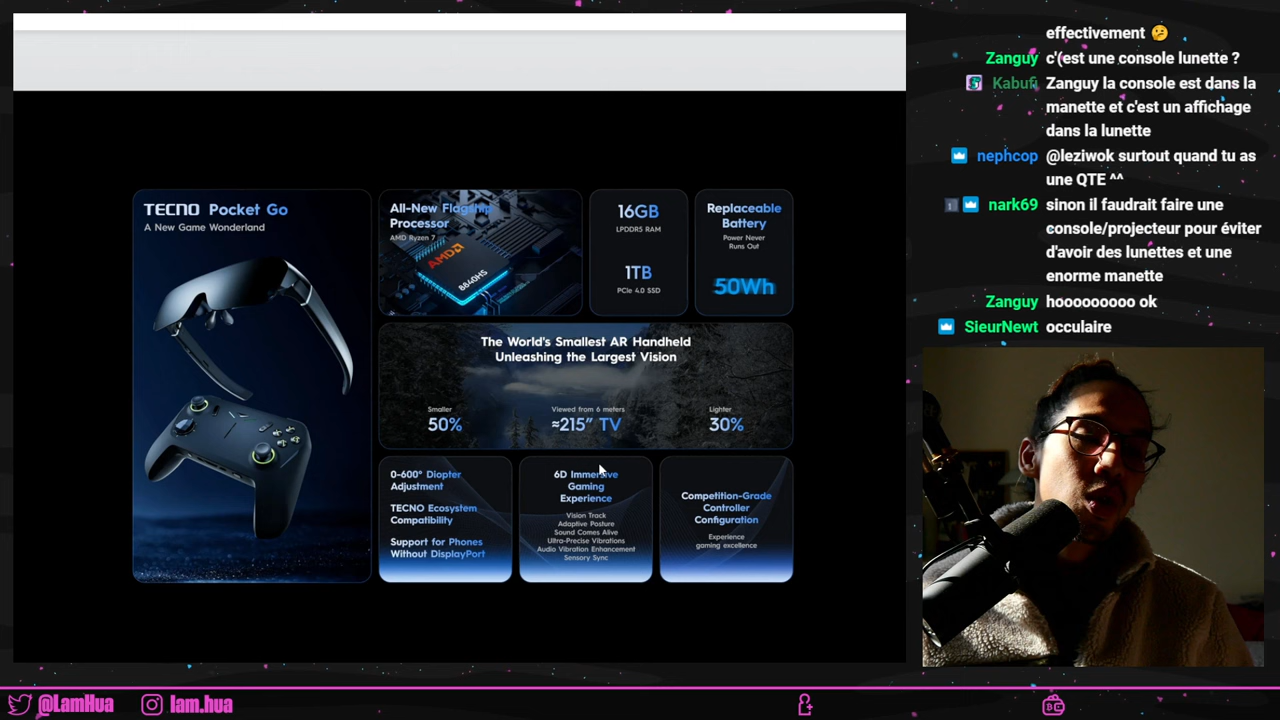 TECNO Pocket Go
A New Game Wonderland
All-New Flagship
Processor
AMD Ryzen 7
AMD
8840HS
16GB
LPDDR5 RAM
1TB
PCIe 4.0 SSD
Replaceable
Battery
Power Never
Runs Out
50Wh
The World's Smallest AR Handheld
Unleashing the Largest Vision
Smaller
50%
Viewed from 6 meters
≈215" TV
Lighter
30%
0-600° Diopter
Adjustment
TECNO Ecosystem
Compatibility
Support for Phones
Without DisplayPort
6D Immersive
Gaming
Experience
Vision Track
Adaptive Posture
Sound Comes Alive
Ultra-Precise Vibrations
Audio Vibration Enhancement
Sensory Sync
Competition-Grade
Controller
Configuration
Experience
gaming excellence
effectivement 🤔
Zanguy c'(est une console lunette ?
Kabufi Zanguy la console est dans la
manette et c'est un affichage
dans la lunette
nephcop @leziwok surtout quand tu as
une QTE ^^
nark69 sinon il faudrait faire une
console/projecteur pour éviter
d'avoir des lunettes et une
enorme manette
Zanguy hooooooooo ok
SieurNewt occulaire
@LamHua
lam.hua